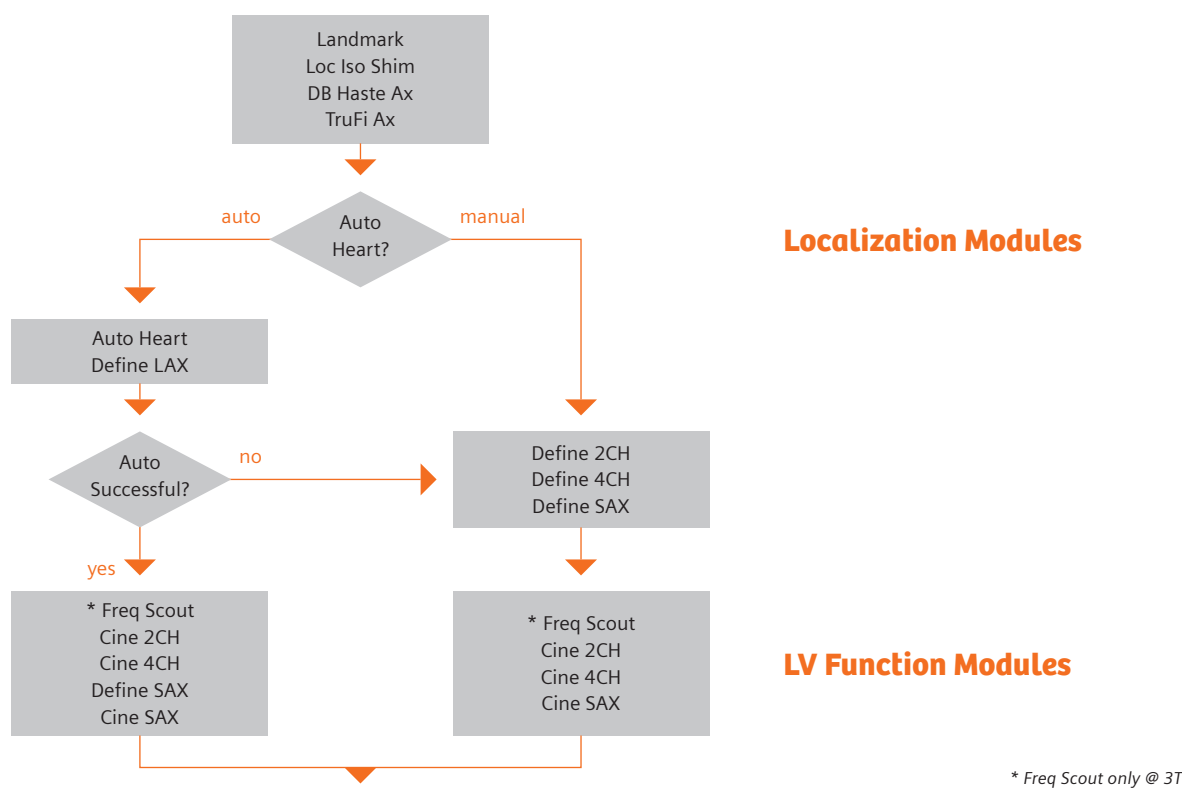 Landmark
Loc Iso Shim
DB Haste Ax
TruFi Ax
auto
Auto
Heart?
manual
Localization Modules
Auto Heart
Define LAX
Auto
Successful?
no
Define 2CH
Define 4CH
Define SAX
yes
* Freq Scout
Cine 2CH
Cine 4CH
Define SAX
Cine SAX
* Freq Scout
Cine 2CH
Cine 4CH
Cine SAX
LV Function Modules
* Freq Scout only @ 3T